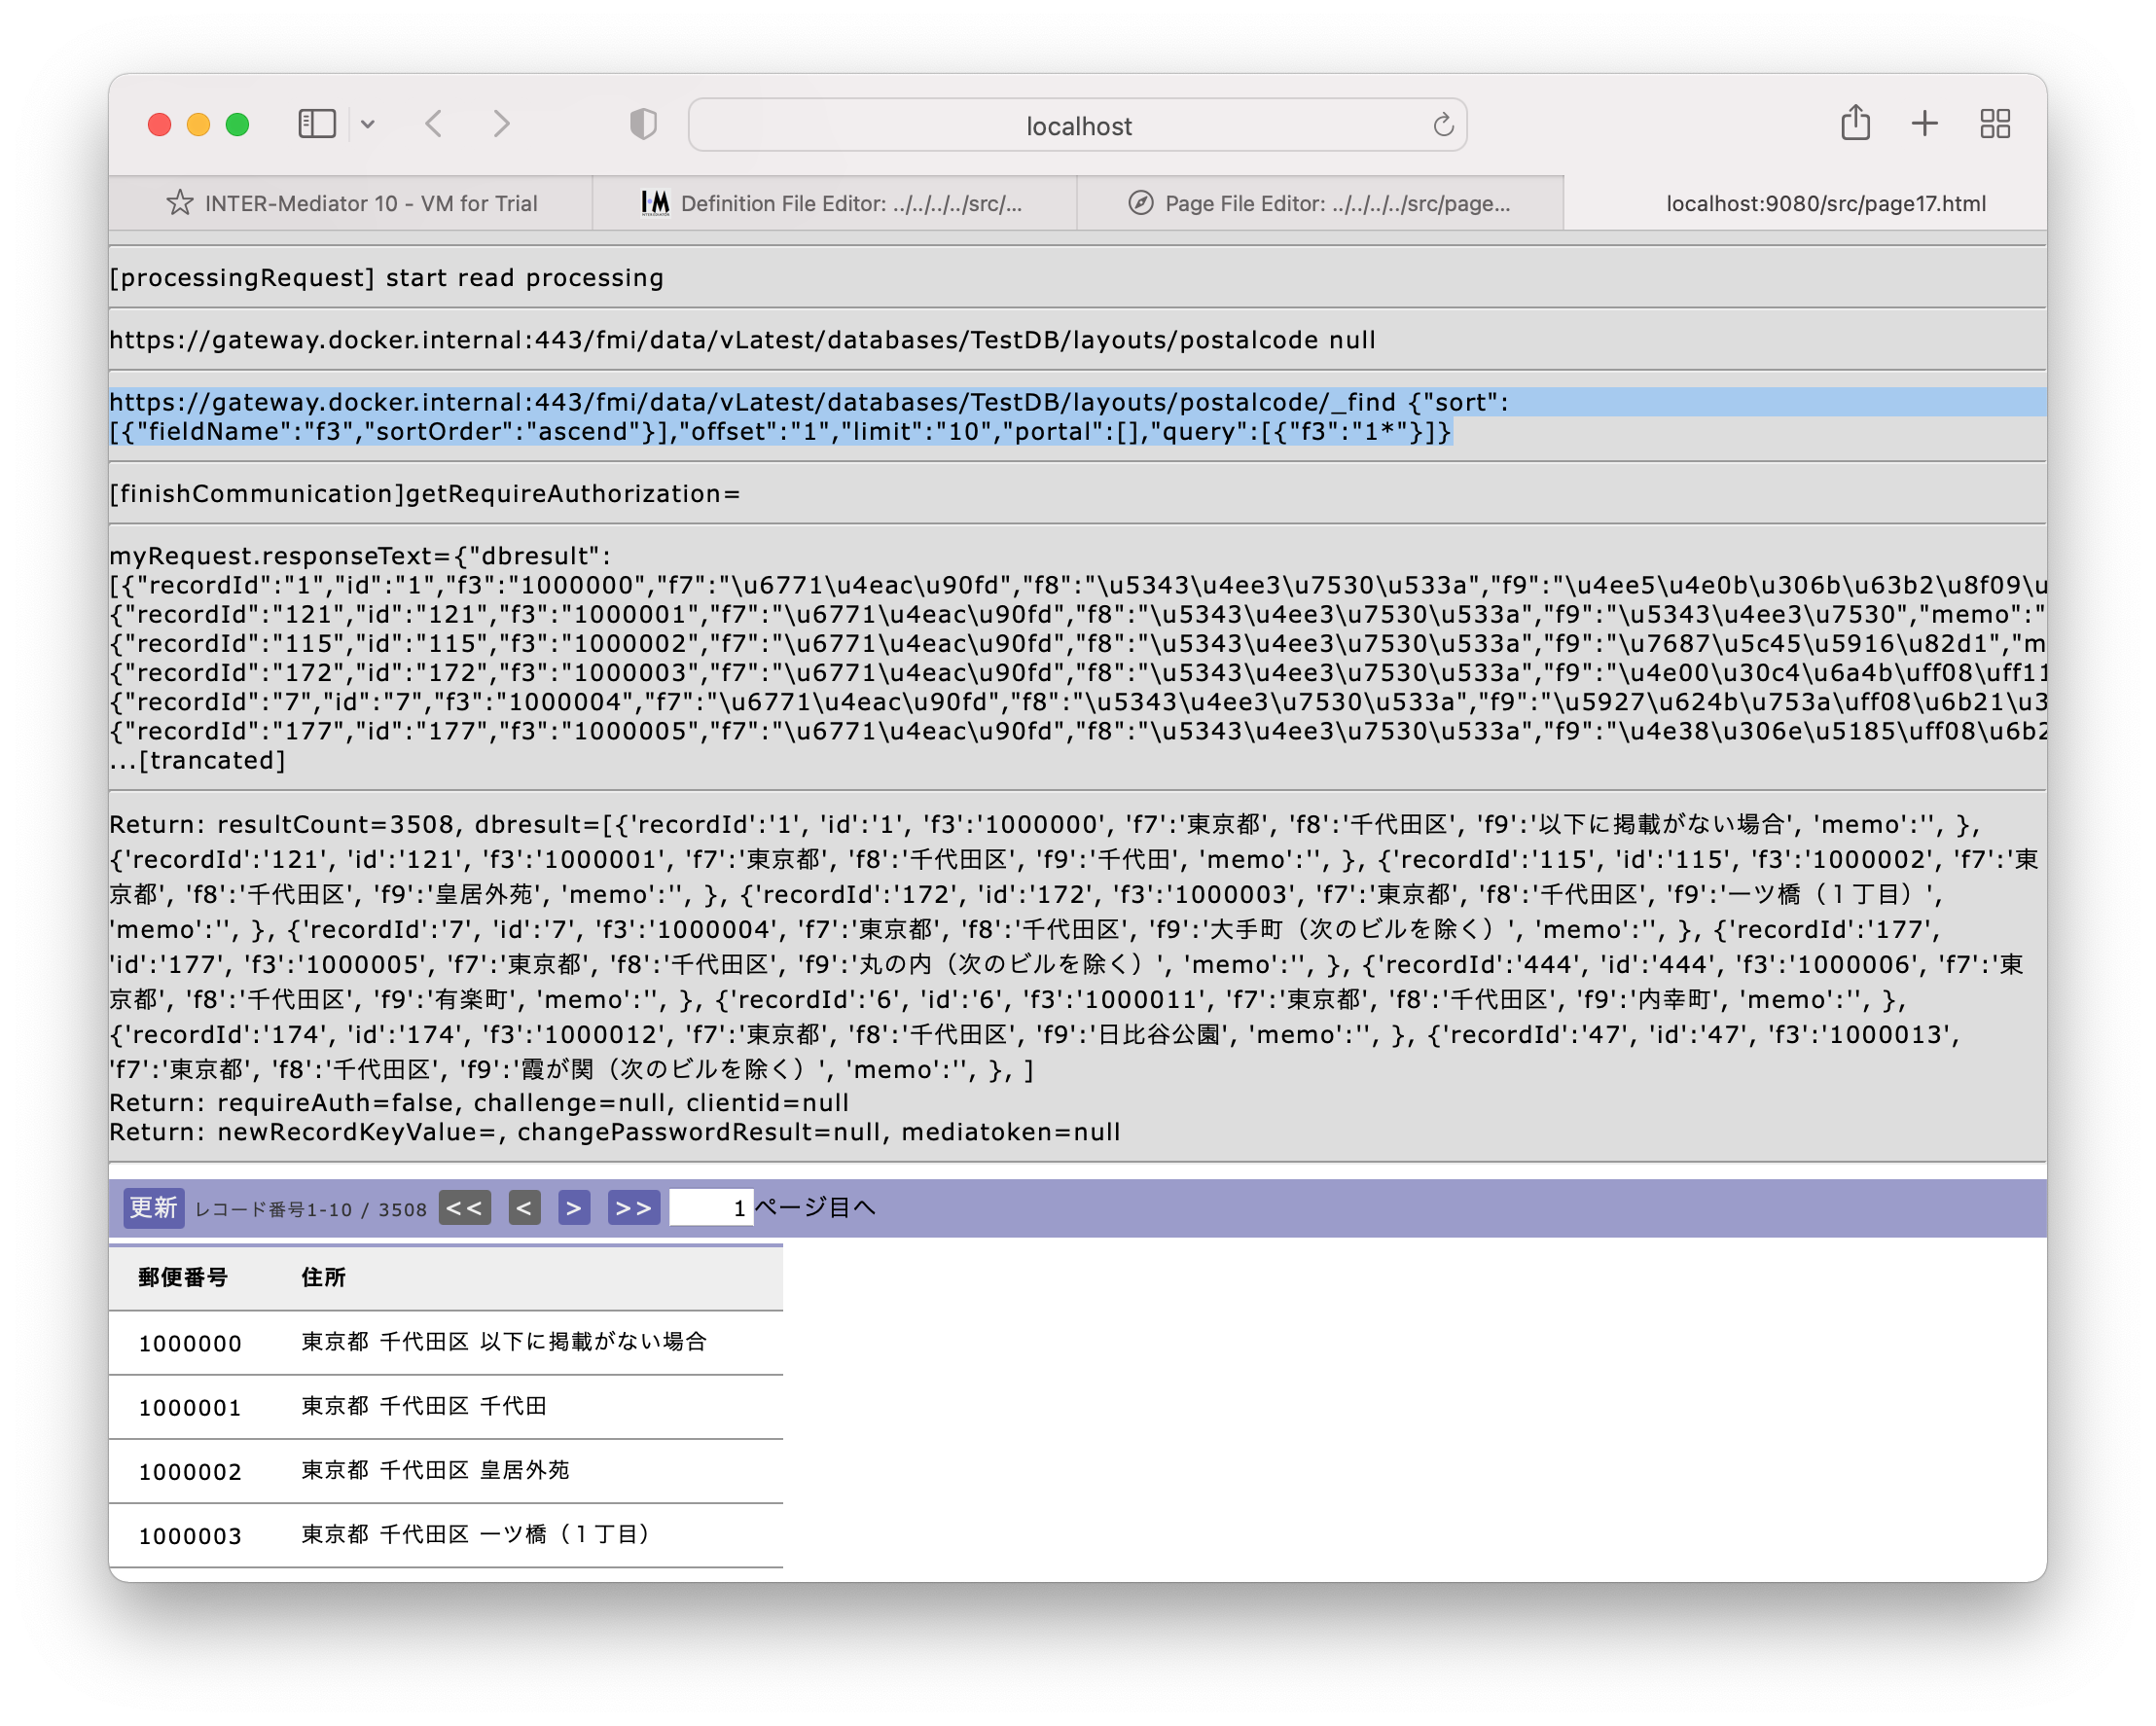 localhost
INTER-Mediator 10 - VM for Trial
Definition File Editor: ../../../../src/...
Page File Editor: ../../../../src/page...
localhost:9080/src/page17.html
[processingRequest] start read processing
https://gateway.docker.internal:443/fmi/data/vLatest/databases/TestDB/layouts/postalcode null
https://gateway.docker.internal:443/fmi/data/vLatest/databases/TestDB/layouts/postalcode/_find {"sort":
[{"fieldName":"f3","sortOrder":"ascend"}],"offset":"1","limit":"10","portal":[],"query":[{"f3":"1*"}]}
[finishCommunication]getRequireAuthorization=
myRequest.responseText={"dbresult":
[{"recordId":"1","id":"1","f3":"1000000","f7":"\u6771\u4eac\u90fd","f8":"\u5343\u4ee3\u7530\u533a","f9":"\u4ee5\u4e0b\u306b\u63b2\u8f09\u
{"recordId":"121","id":"121","f3":"1000001","f7":"\u6771\u4eac\u90fd","f8":"\u5343\u4ee3\u7530\u533a","f9":"\u5343\u4ee3\u7530","memo":"
{"recordId":"115","id":"115","f3":"1000002","f7":"\u6771\u4eac\u90fd","f8":"\u5343\u4ee3\u7530\u533a","f9":"\u7687\u5c45\u5916\u82d1","m
{"recordId":"172","id":"172","f3":"1000003","f7":"\u6771\u4eac\u90fd","f8":"\u5343\u4ee3\u7530\u533a","f9":"\u4e00\u30c4\u6a4b\uff08\uff11
{"recordId":"7","id":"7","f3":"1000004","f7":"\u6771\u4eac\u90fd","f8":"\u5343\u4ee3\u7530\u533a","f9":"\u5927\u624b\u753a\uff08\u6b21\u3
{"recordId":"177","id":"177","f3":"1000005","f7":"\u6771\u4eac\u90fd","f8":"\u5343\u4ee3\u7530\u533a","f9":"\u4e38\u306e\u5185\uff08\u6b2
...[trancated]
Return: resultCount=3508, dbresult=[{'recordId':'1', 'id':'1', 'f3':'1000000', 'f7':'東京都', 'f8':'千代田区', 'f9':'以下に掲載がない場合', 'memo':'', },
{'recordId':'121', 'id':'121', 'f3':'1000001', 'f7':'東京都', 'f8':'千代田区', 'f9':'千代田', 'memo':'', }, {'recordId':'115', 'id':'115', 'f3':'1000002', 'f7':'東
京都', 'f8':'千代田区', 'f9':'皇居外苑', 'memo':'', }, {'recordId':'172', 'id':'172', 'f3':'1000003', 'f7':'東京都', 'f8':'千代田区', 'f9':'一ツ橋（１丁目）',
'memo':'', }, {'recordId':'7', 'id':'7', 'f3':'1000004', 'f7':'東京都', 'f8':'千代田区', 'f9':'大手町（次のビルを除く）', 'memo':'', }, {'recordId':'177',
'id':'177', 'f3':'1000005', 'f7':'東京都', 'f8':'千代田区', 'f9':'丸の内（次のビルを除く）', 'memo':'', }, {'recordId':'444', 'id':'444', 'f3':'1000006', 'f7':'東
京都', 'f8':'千代田区', 'f9':'有楽町', 'memo':'', }, {'recordId':'6', 'id':'6', 'f3':'1000011', 'f7':'東京都', 'f8':'千代田区', 'f9':'内幸町', 'memo':'', },
{'recordId':'174', 'id':'174', 'f3':'1000012', 'f7':'東京都', 'f8':'千代田区', 'f9':'日比谷公園', 'memo':'', }, {'recordId':'47', 'id':'47', 'f3':'1000013',
'f7':'東京都', 'f8':'千代田区', 'f9':'霞が関（次のビルを除く）', 'memo':'', }, ]
Return: requireAuth=false, challenge=null, clientid=null
Return: newRecordKeyValue=, changePasswordResult=null, mediatoken=null
更新 レコード番号1-10 / 3508 << < > >> 1 ページ目へ
郵便番号 住所
1000000 東京都 千代田区 以下に掲載がない場合
1000001 東京都 千代田区 千代田
1000002 東京都 千代田区 皇居外苑
1000003 東京都 千代田区 一ツ橋（１丁目）